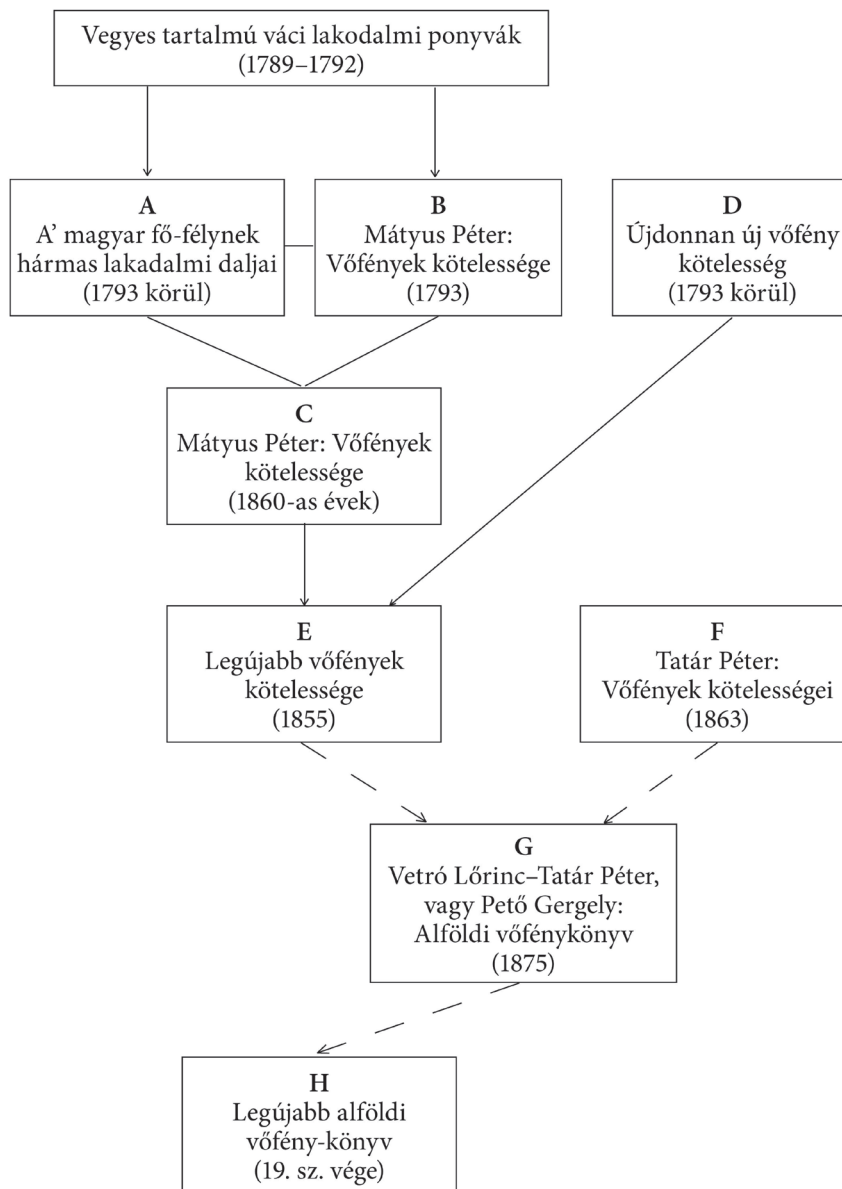 Vegyes tartalmú váci lakodalmi ponyvák
(1789–1792)
A
A’ magyar fő-félynek
hármas lakadalmi daljai
(1793 körül)
B
Mátyus Péter:
Vőfények kötelessége
(1793)
D
Újdonnan új vőfény
kötelesség
(1793 körül)
C
Mátyus Péter: Vőfények
kötelessége
(1860-as évek)
E
Legújabb vőfények
kötelessége
(1855)
F
Tatár Péter:
Vőfények kötelességei
(1863)
G
Vetró Lőrinc–Tatár Péter,
vagy Pető Gergely:
Alföldi vőfénykönyv
(1875)
H
Legújabb alföldi
vőfény-könyv
(19. sz. vége)